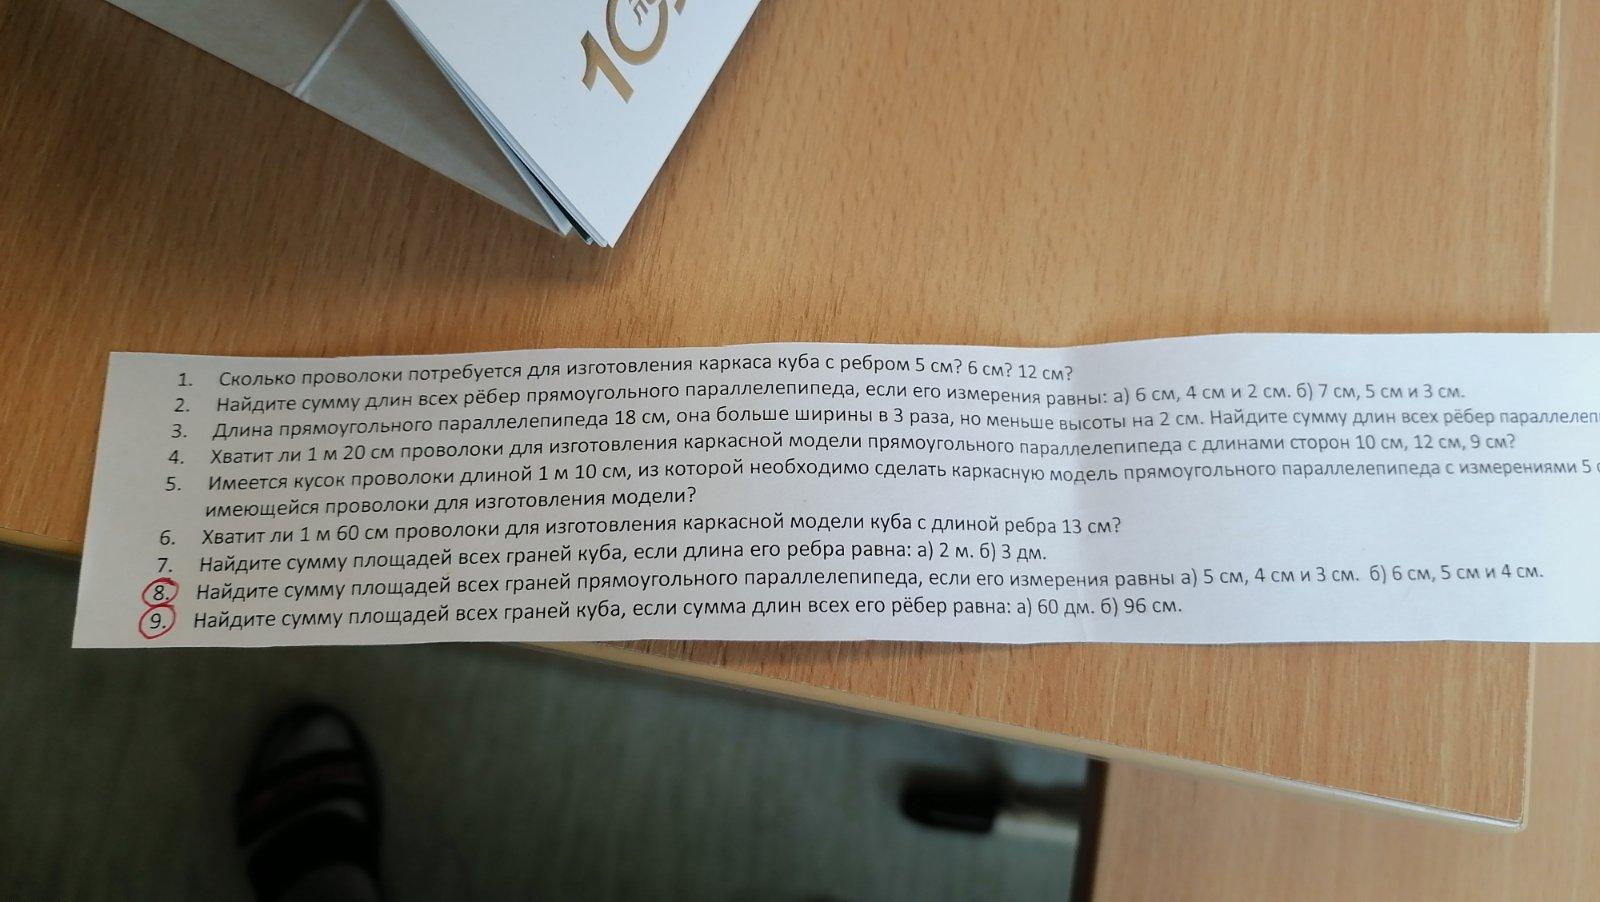 10
1. Сколько проволоки потребуется для изготовления каркаса куба с ребром 5 см? 6 см? 12 см?
2. Найдите сумму длин всех рёбер прямоугольного параллелепипеда, если его измерения равны: а) 6 см, 4 см и 2 см. б) 7 см, 5 см и 3 см.
3. Длина прямоугольного параллелепипеда 18 см, она больше ширины в 3 раза, но меньше высоты на 2 см. Найдите сумму длин всех рёбер
4. Хватит ли 1 м 20 см проволоки для изготовления каркасной модели прямоугольного параллелепипеда с длинами сторон 10 см, 12 см, 9 см?
5. Имеется кусок проволоки длиной 1 м 10 см, из которой необходимо сделать каркасную модель прямоугольного параллелепипеда с измерениями 5
имеющейся проволоки для изготовления модели?
6. Хватит ли 1 м 60 см проволоки для изготовления каркасной модели куба с длиной ребра 13 см?
7. Найдите сумму площадей всех граней куба, если длина его ребра равна: а) 2 м. б) 3 дм.
8. Найдите сумму площадей всех граней прямоугольного параллелепипеда, если его измерения равны а) 5 см, 4 см и 3 см. б) 6 см, 5 см и 4 см.
9. Найдите сумму площадей всех граней куба, если сумма длин всех его рёбер равна: а) 60 дм. б) 96 см.